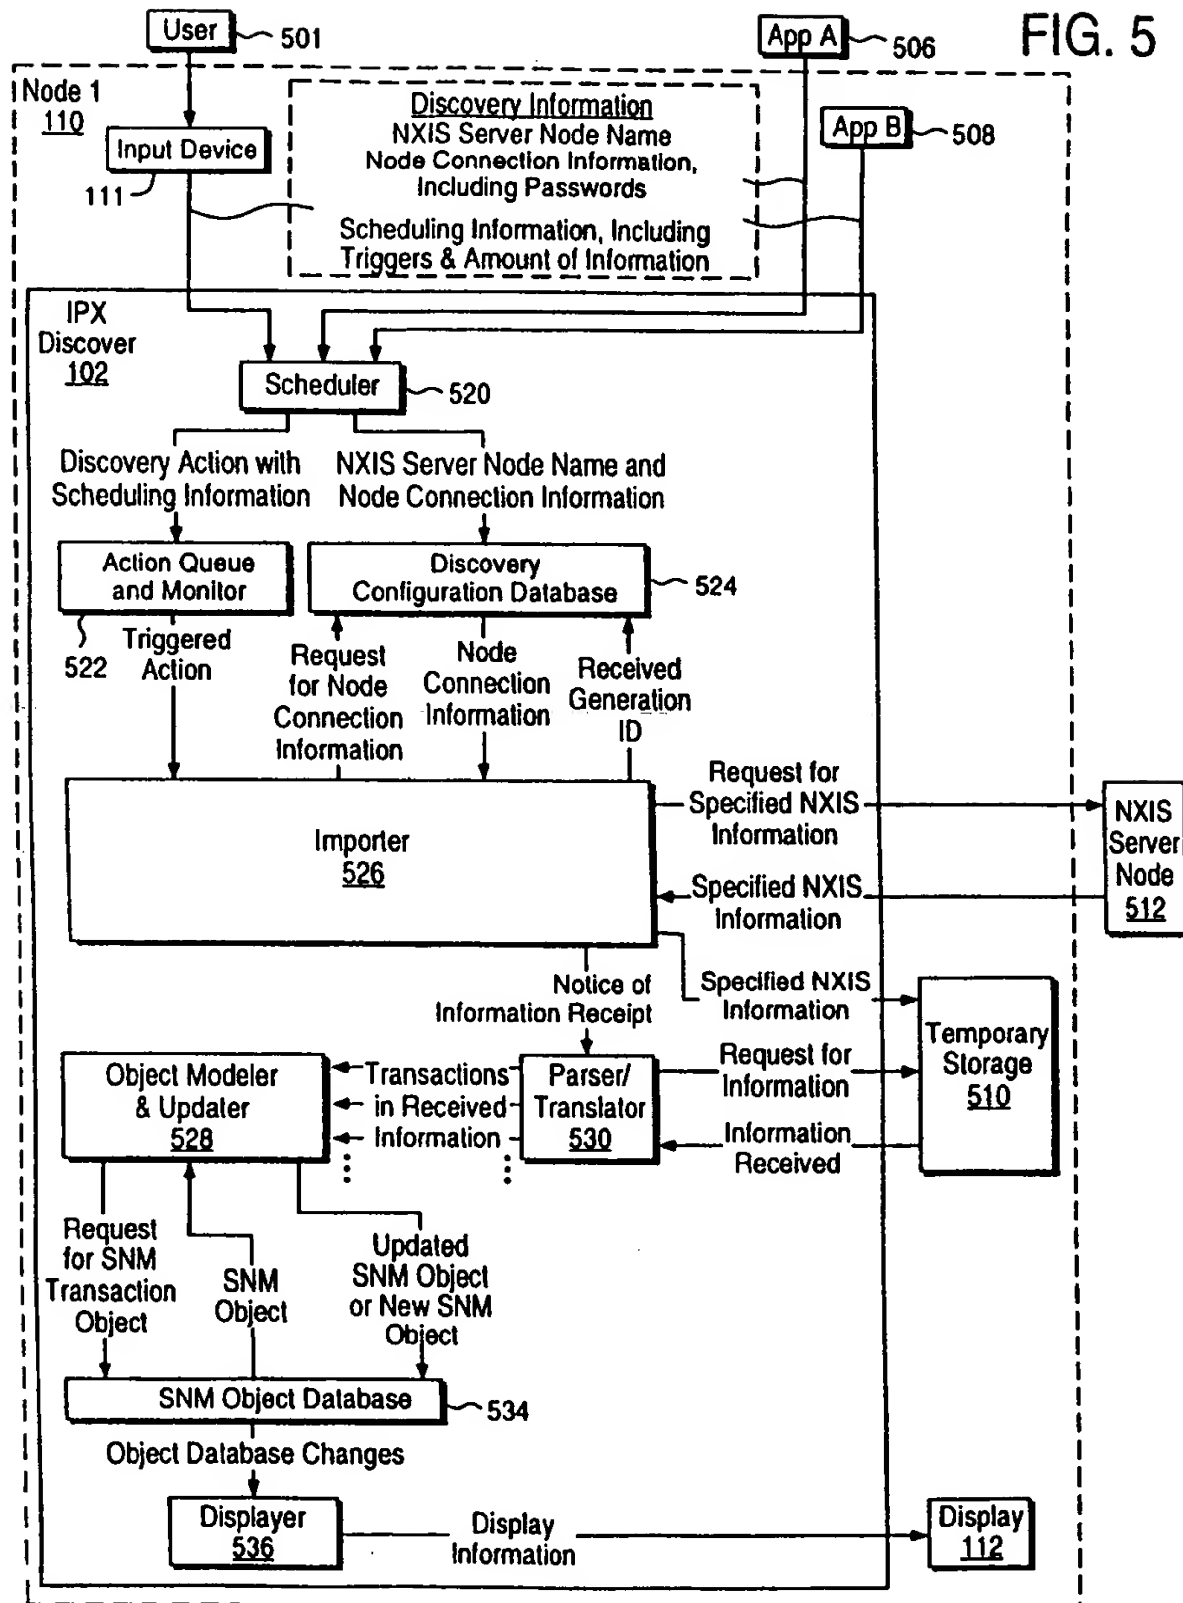 FIG. 5
User
501
App A
506
Node 1
110
Discovery Information
NXIS Server Node Name
Node Connection Information,
Including Passwords
Scheduling Information, Including
Triggers & Amount of Information
App B
508
Input Device
111
IPX
Discover
102
Scheduler
520
Discovery Action with
Scheduling Information
NXIS Server Node Name and
Node Connection Information
Action Queue
and Monitor
522
Discovery
Configuration Database
524
Triggered
Action
Request
for Node
Connection
Information
Node
Connection
Information
Received
Generation
ID
Importer
526
Request for
Specified NXIS
Information
NXIS
Server
Node
512
Specified NXIS
Information
Notice of
Information Receipt
Specified NXIS
Information
Temporary
Storage
510
Object Modeler
& Updater
528
Transactions
in Received
Information
Parser/
Translator
530
Request for
Information
Information
Received
Request
for SNM
Transaction
Object
SNM
Object
Updated
SNM Object
or New SNM
Object
SNM Object Database
534
Object Database Changes
Displayer
536
Display
Information
Display
112